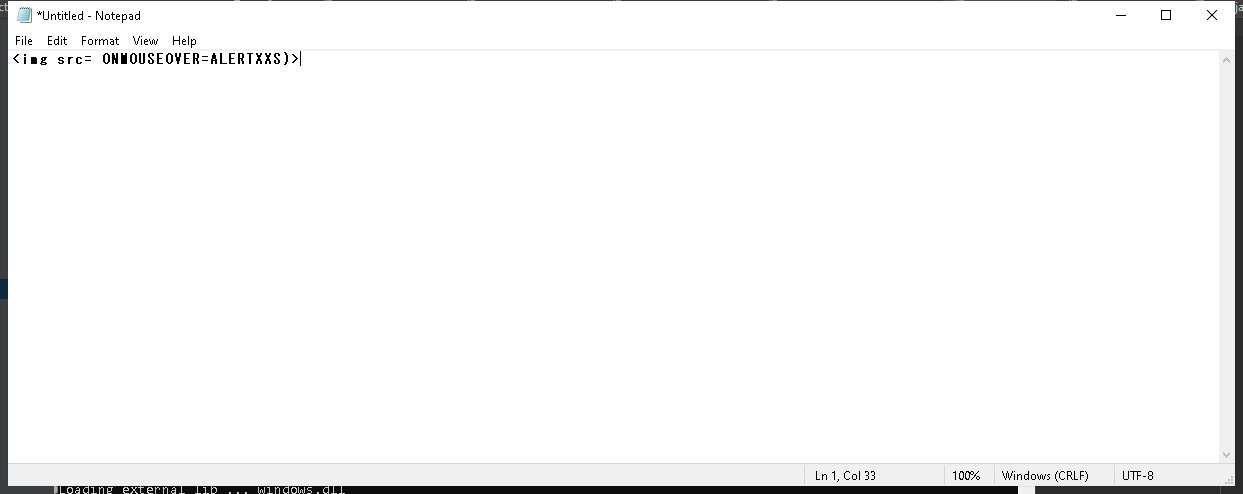 *Untitled - Notepad
File Edit Format View Help
<img src= ONMOUSEOVER=ALERTXXS)>
Ln 1, Col 33 100% Windows (CRLF) UTF-8
Loading external lib ... windows.dll